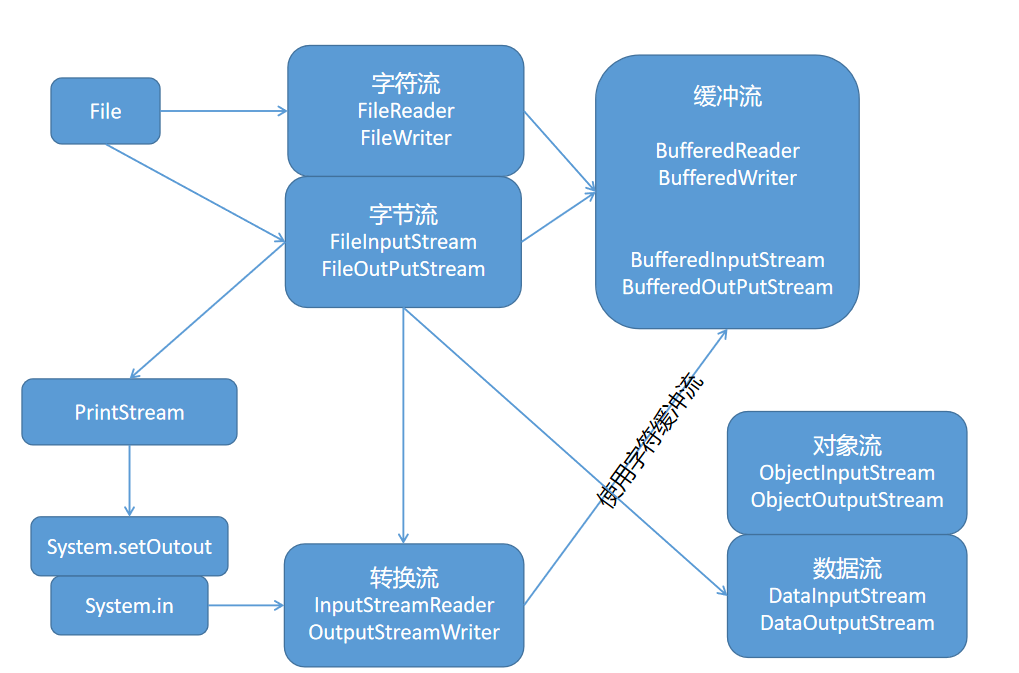 File
字符流
FileReader
FileWriter
字节流
FileInputStream
FileOutPutStream
缓冲流
BufferedReader
BufferedWriter
BufferedInputStream
BufferedOutPutStream
PrintStream
System.setOutout
System.in
转换流
InputStreamReader
OutputStreamWriter
使用字符缓冲流
对象流
ObjectInputStream
ObjectOutputStream
数据流
DataInputStream
DataOutputStream